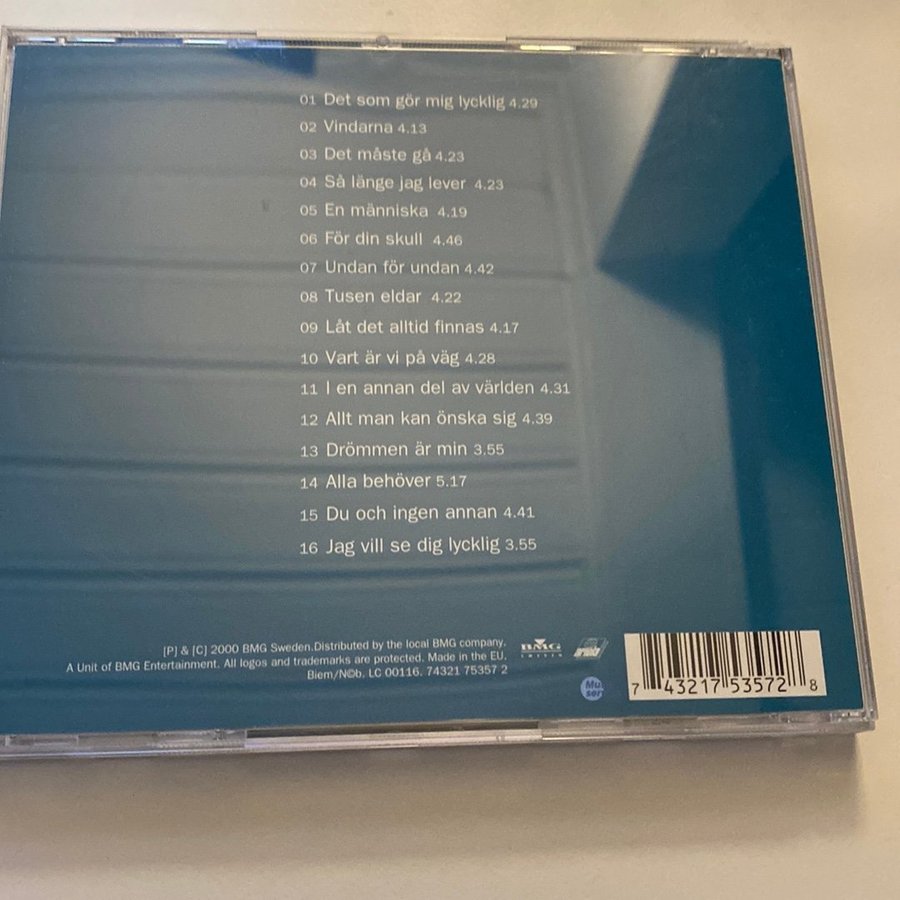 01 Det som gör mig lycklig 4.29
02 Vindarna 4.13
03 Det måste gå 4.23
04 Så länge jag lever 4.23
05 En människa 4.19
06 För din skull 4.46
07 Undan för undan 4.42
08 Tusen eldar 4.22
09 Låt det alltid finnas 4.17
10 Vart är vi på väg 4.28
11 I en annan del av världen 4.31
12 Allt man kan önska sig 4.39
13 Drömmen är min 3.55
14 Alla behöver 5.17
15 Du och ingen annan 4.41
16 Jag vill se dig lycklig 3.55
[P] & [C] 2000 BMG Sweden.Distributed by the local BMG company.
A Unit of BMG Entertainment. All logos and trademarks are protected. Made in the EU.
Biem/N©b. LC 00116. 74321 75357 2
BMG
SWEDEN
7 43217 53572 8